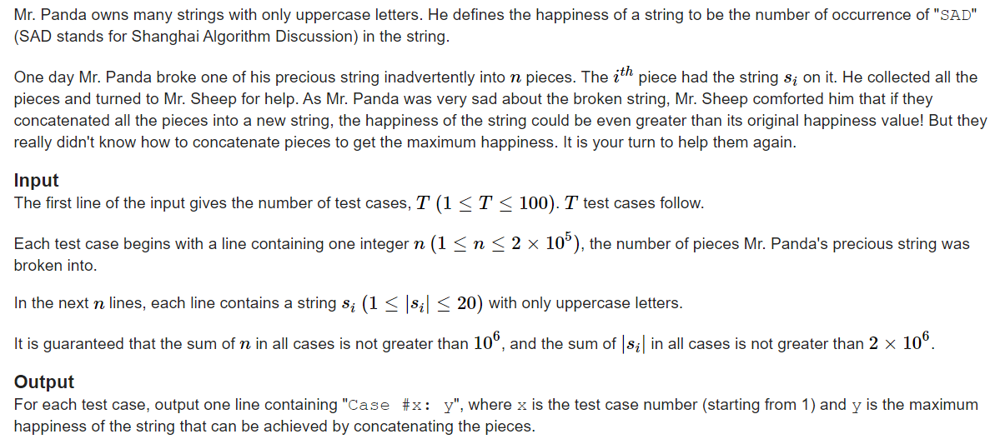 Mr. Panda owns many strings with only uppercase letters. He defines the happiness of a string to be the number of occurrence of "SAD"
(SAD stands for Shanghai Algorithm Discussion) in the string.
One day Mr. Panda broke one of his precious string inadvertently into n pieces. The i^{th} piece had the string s_i on it. He collected all the
pieces and turned to Mr. Sheep for help. As Mr. Panda was very sad about the broken string, Mr. Sheep comforted him that if they
concatenated all the pieces into a new string, the happiness of the string could be even greater than its original happiness value! But they
really didn't know how to concatenate pieces to get the maximum happiness. It is your turn to help them again.
Input
The first line of the input gives the number of test cases, T (1 ≤ T ≤ 100). T test cases follow.
Each test case begins with a line containing one integer n (1 ≤ n ≤ 2 × 10^5), the number of pieces Mr. Panda's precious string was
broken into.
In the next n lines, each line contains a string s_i (1 ≤ |s_i| ≤ 20) with only uppercase letters.
It is guaranteed that the sum of n in all cases is not greater than 10^6, and the sum of |s_i| in all cases is not greater than 2 × 10^6.
Output
For each test case, output one line containing "Case #x: y", where x is the test case number (starting from 1) and y is the maximum
happiness of the string that can be achieved by concatenating the pieces.